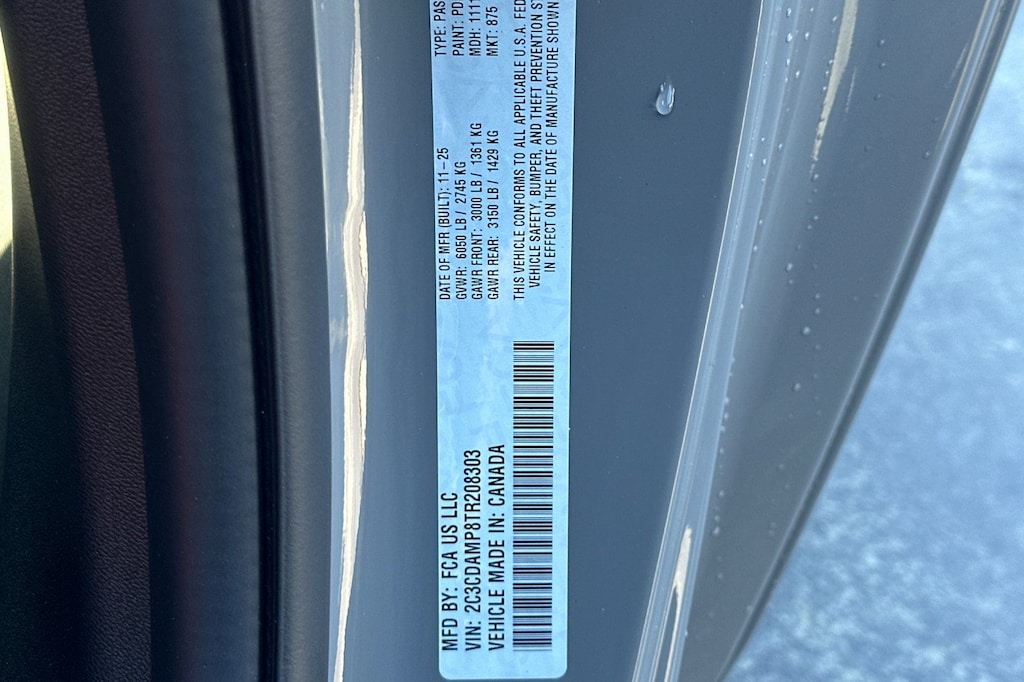 MFD BY: FCA US LLC
VIN: 2C3CDAMP8TR208303
VEHICLE MADE IN: CANADA
DATE OF MFR (BUILT): 11-25
GVWR: 6050 LB / 2745 KG
GAWR FRONT: 3000 LB / 1361 KG
GAWR REAR: 3150 LB / 1429 KG
TYPE: PAS
PAINT: PD
MDH: 1111
MKT: 875
THIS VEHICLE CONFORMS TO ALL APPLICABLE U.S.A. FED
VEHICLE SAFETY, BUMPER, AND THEFT PREVENTION ST
IN EFFECT ON THE DATE OF MANUFACTURE SHOWN